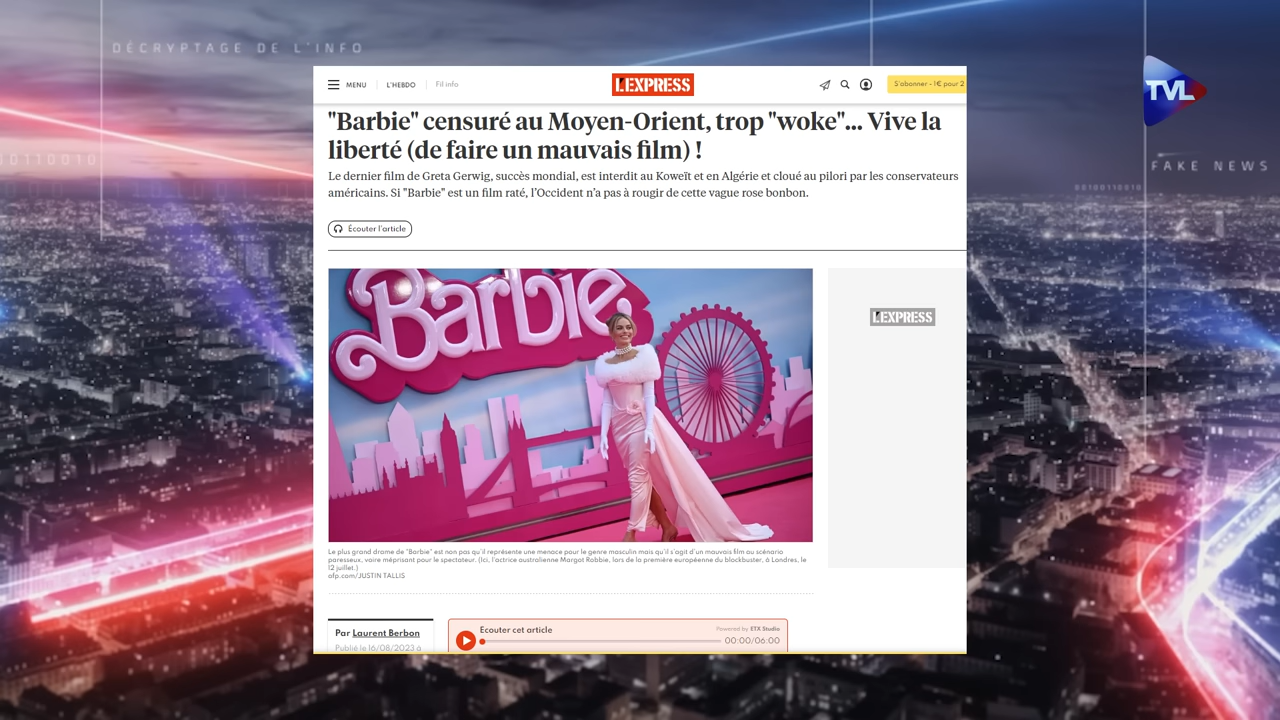 DÉCRYPTAGE DE L'INFO
TVL
FAKE NEWS
00110010
00100111010
MENU
L'HEBDO
Fil info
L'EXPRESS
S'abonner - 1€ pour 2
"Barbie" censuré au Moyen-Orient, trop "woke"... Vive la
liberté (de faire un mauvais film) !
Le dernier film de Greta Gerwig, succès mondial, est interdit au Koweït et en Algérie et cloué au pilori par les conservateurs
américains. Si "Barbie" est un film raté, l’Occident n’a pas à rougir de cette vague rose bonbon.
Écouter l'article
Barbie
L'EXPRESS
Le plus grand drame de "Barbie" est non pas qu'il représente une menace pour le genre masculin mais qu'il s'agit d'un mauvais film au scénario
paresseux, voire méprisant pour le spectateur. (Ici, l'actrice australienne Margot Robbie, lors de la première européenne du blockbuster, à Londres, le
12 juillet.)
afp.com/JUSTIN TALLIS
Par Laurent Berbon
Publié le 16/08/2023 à
Ecouter cet article
Powered by ETX Studio
00:00/06:00